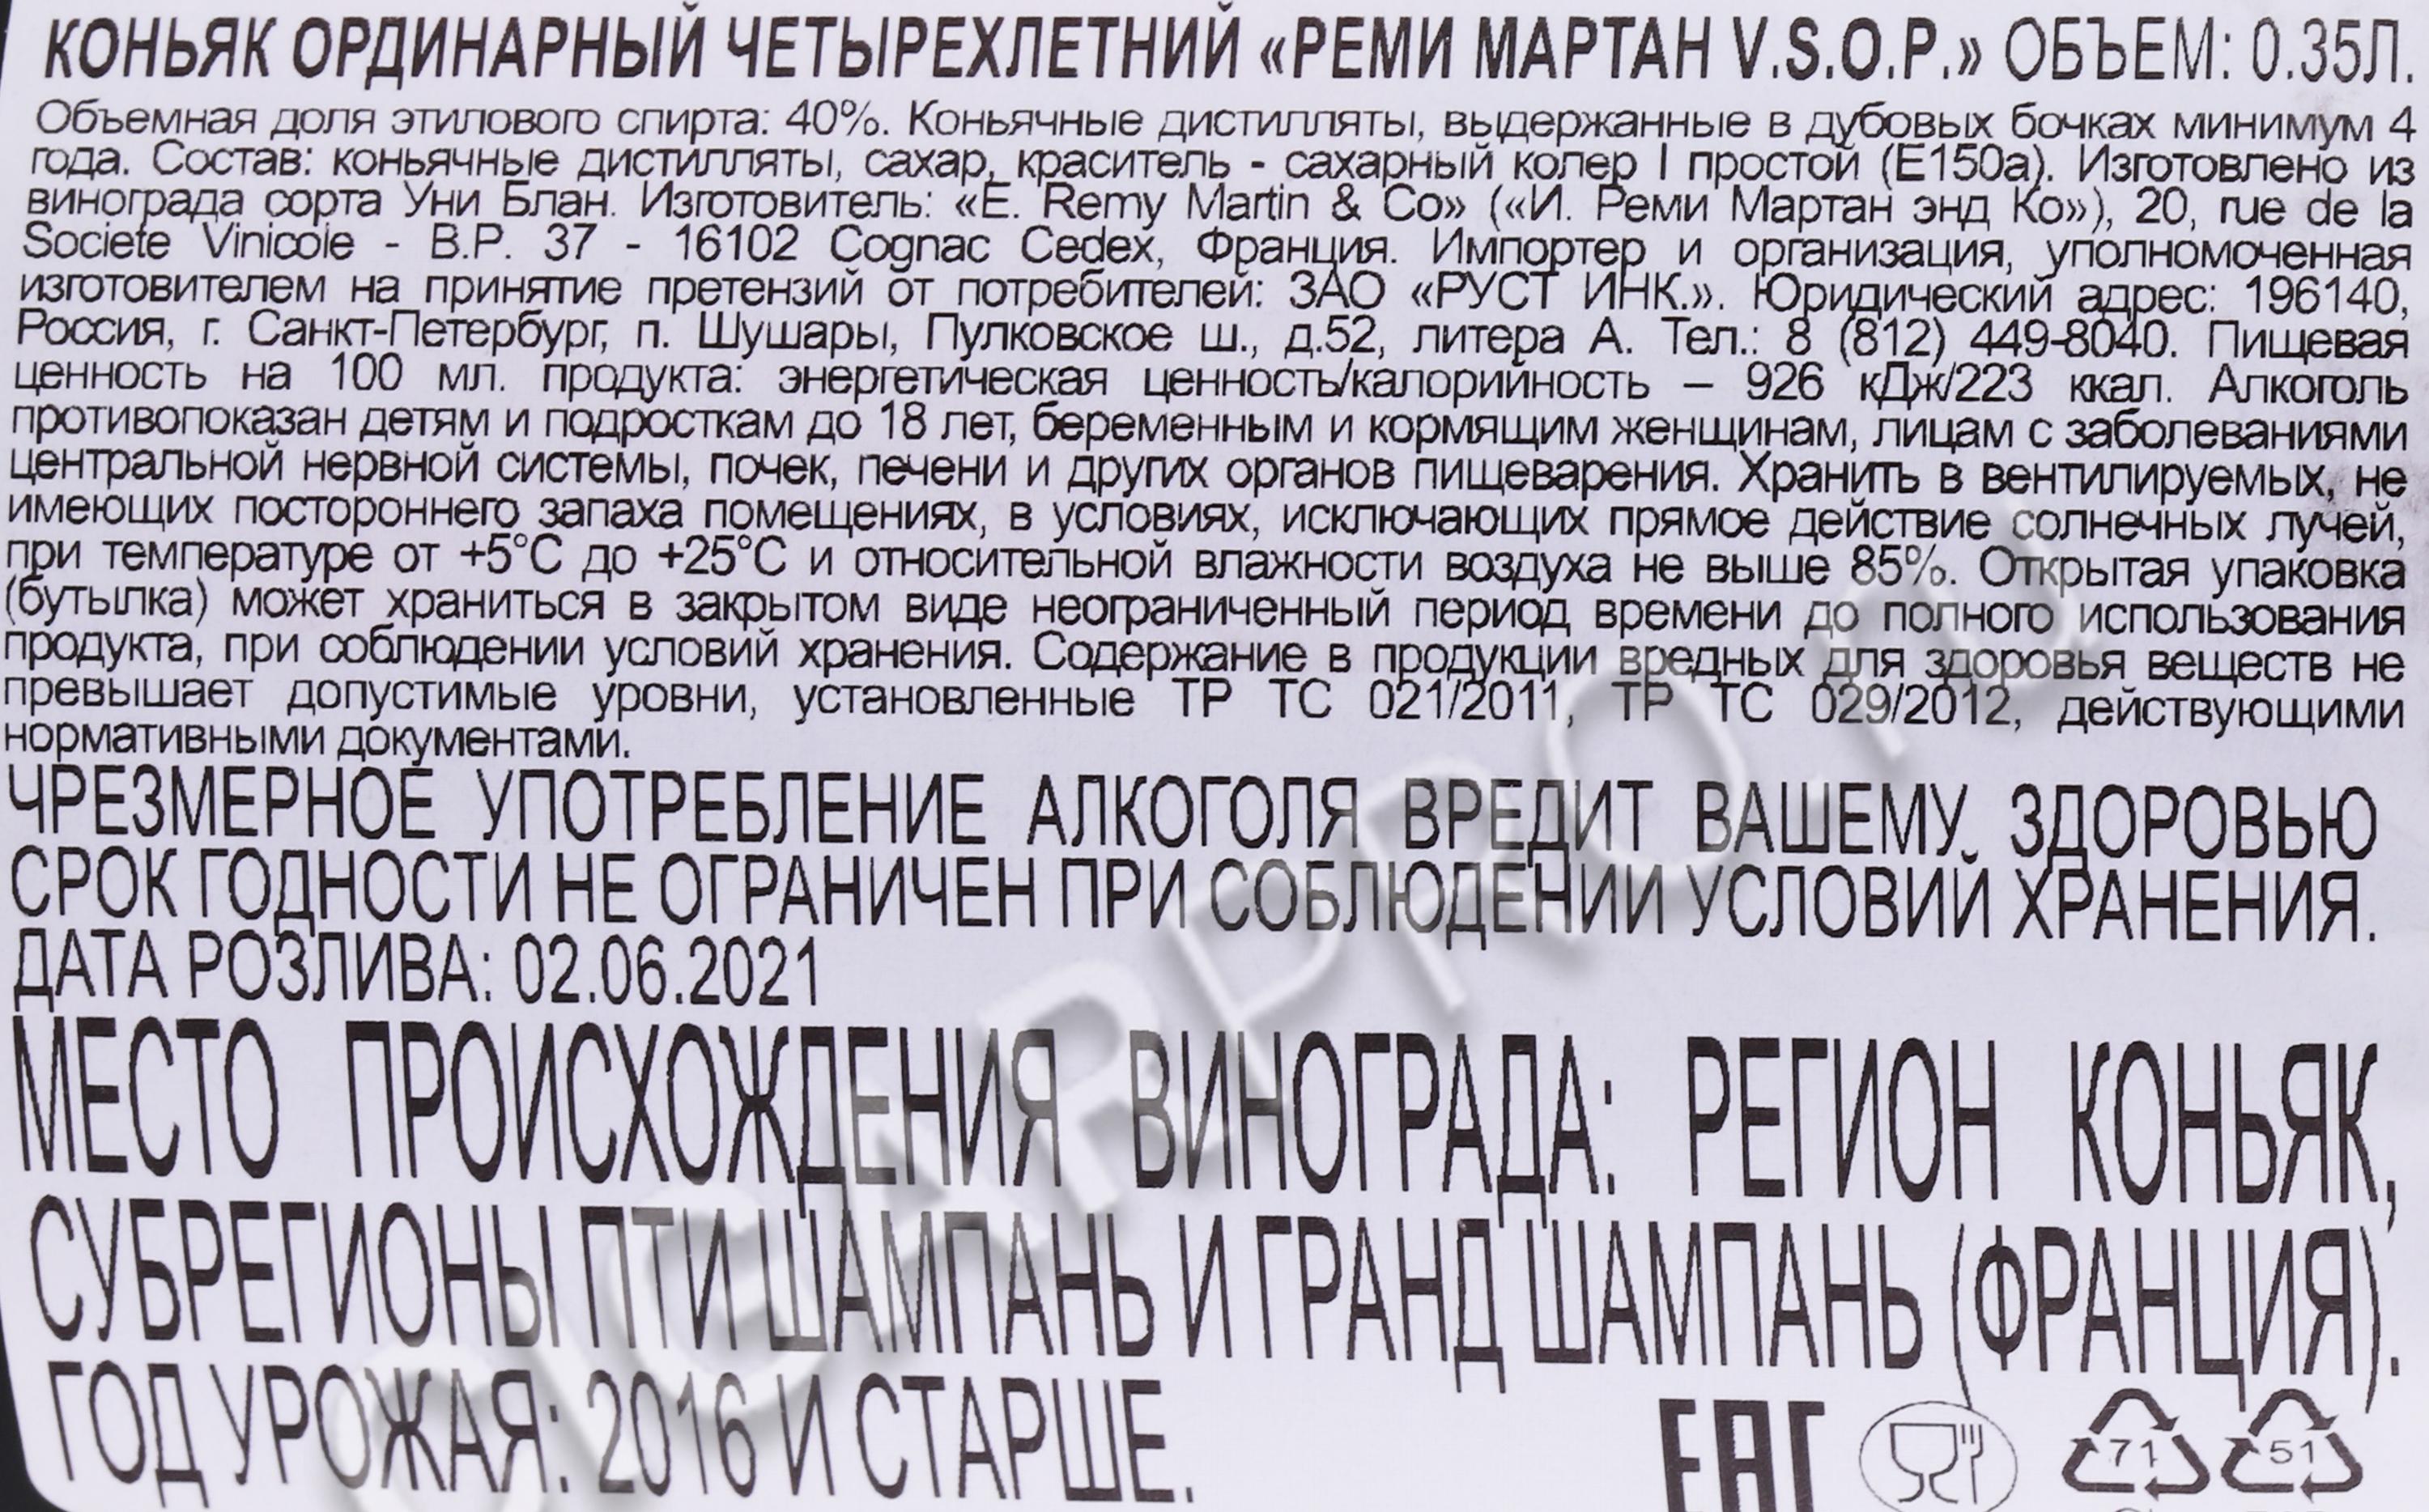 КОНЬЯК ОРДИНАРНЫЙ ЧЕТЫРЕХЛЕТНИЙ «РЕМИ МАРТАН V.S.O.P.» ОБЪЕМ: 0.35Л.
Объемная доля этилового спирта: 40%. Коньячные дистилляты, выдержанные в дубовых бочках минимум 4
года. Состав: коньячные дистилляты, сахар, краситель - сахарный колер I простой (Е150а). Изготовлено из
винограда сорта Уни Блан. Изготовитель: «E. Remy Martin & Co» («И. Реми Мартан энд Ко»), 20, rue de la
Societe Vinicole - B.P. 37 - 16102 Cognac Cedex, Франция. Импортер и организация, уполномоченная
изготовителем на принятие претензий от потребителей: ЗАО «РУСТ ИНК.». Юридический адрес: 196140,
Россия, г. Санкт-Петербург, п. Шушары, Пулковское ш., д.52, литера А. Тел.: 8 (812) 449-8040. Пищевая
ценность на 100 мл. продукта: энергетическая ценность/калорийность – 926 кДж/223 ккал. Алкоголь
противопоказан детям и подросткам до 18 лет, беременным и кормящим женщинам, лицам с заболеваниями
центральной нервной системы, почек, печени и других органов пищеварения. Хранить в вентилируемых, не
имеющих постороннего запаха помещениях, в условиях, исключающих прямое действие солнечных лучей,
при температуре от +5°С до +25°С и относительной влажности воздуха не выше 85%. Открытая упаковка
(бутылка) может храниться в закрытом виде неограниченный период времени до полного использования
продукта, при соблюдении условий хранения. Содержание в продукции вредных для здоровья веществ не
превышает допустимые уровни, установленные ТР ТС 021/2011, ТР ТС 029/2012, действующими
нормативными документами.
ЧРЕЗМЕРНОЕ УПОТРЕБЛЕНИЕ АЛКОГОЛЯ ВРЕДИТ ВАШЕМУ ЗДОРОВЬЮ
СРОК ГОДНОСТИ НЕ ОГРАНИЧЕН ПРИ СОБЛЮДЕНИИ УСЛОВИЙ ХРАНЕНИЯ.
ДАТА РОЗЛИВА: 02.06.2021
МЕСТО ПРОИСХОЖДЕНИЯ ВИНОГРАДА: РЕГИОН КОНЬЯК,
СУБРЕГИОНЫ ПТИ ШАМПАНЬ И ГРАНД ШАМПАНЬ (ФРАНЦИЯ).
ГОД УРОЖАЯ: 2016 И СТАРШЕ.
EAC
71 51
CIGARPRO.ru